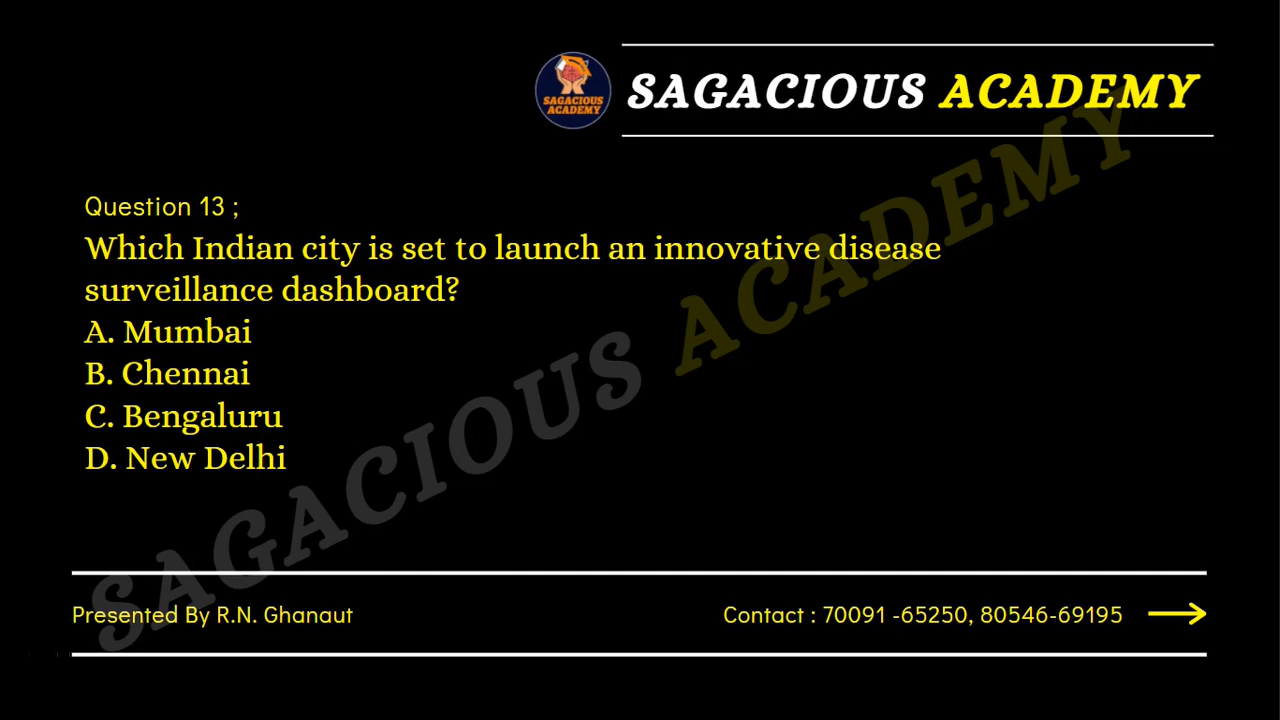 SAGACIOUS ACADEMY
SAGACIOUS
ACADEMY
Question 13 ;
Which Indian city is set to launch an innovative disease
surveillance dashboard?
A. Mumbai
B. Chennai
C. Bengaluru
D. New Delhi
SAGACIOUS ACADEMY
Presented By R.N. Ghanaut
Contact : 70091 -65250, 80546-69195